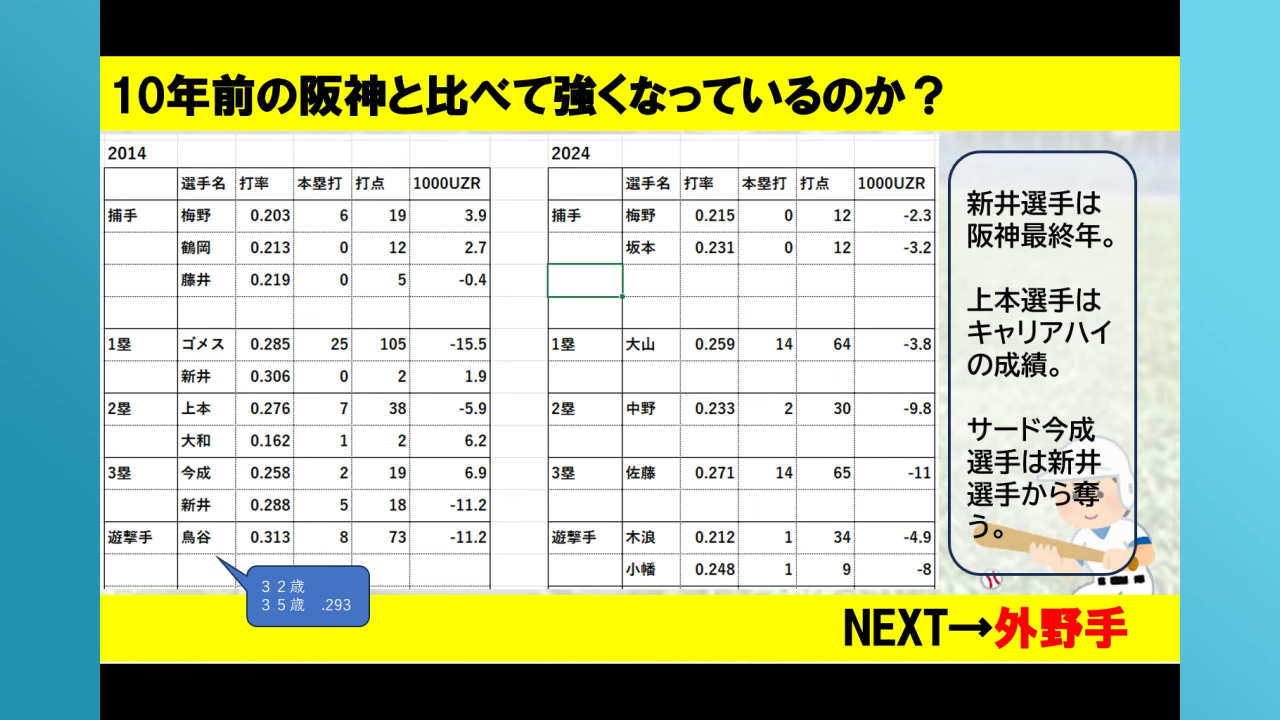 10年前の阪神と比べて強くなっているのか？
2014
選手名 打率 本塁打 打点 1000UZR
捕手 梅野 0.203 6 19 3.9
鶴岡 0.213 0 12 2.7
藤井 0.219 0 5 -0.4
1塁 ゴメス 0.285 25 105 -15.5
新井 0.306 0 2 1.9
2塁 上本 0.276 7 38 -5.9
大和 0.162 1 2 6.2
3塁 今成 0.258 2 19 6.9
新井 0.288 5 18 -11.2
遊撃手 鳥谷 0.313 8 73 -11.2
３２歳
３５歳 .293
2024
選手名 打率 本塁打 打点 1000UZR
捕手 梅野 0.215 0 12 -2.3
坂本 0.231 0 12 -3.2
1塁 大山 0.259 14 64 -3.8
2塁 中野 0.233 2 30 -9.8
3塁 佐藤 0.271 14 65 -11
遊撃手 木浪 0.212 1 34 -4.9
小幡 0.248 1 9 -8
新井選手は
阪神最終年。
上本選手は
キャリアハイ
の成績。
サード今成
選手は新井
選手から奪
う。
NEXT→外野手